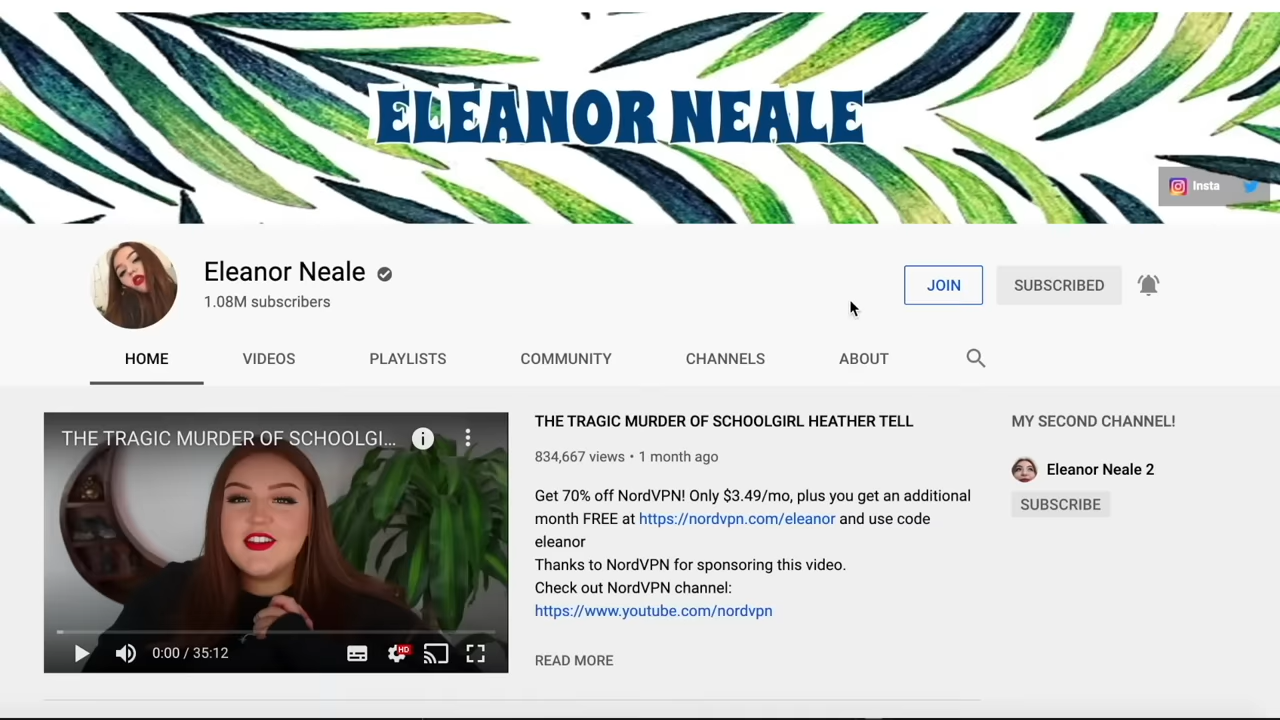 ELEANOR NEALE
Insta
Eleanor Neale
1.08M subscribers
JOIN
SUBSCRIBED
HOME
VIDEOS
PLAYLISTS
COMMUNITY
CHANNELS
ABOUT
THE TRAGIC MURDER OF SCHOOLGI...
0:00 / 35:12
HD
THE TRAGIC MURDER OF SCHOOLGIRL HEATHER TELL
834,667 views • 1 month ago
Get 70% off NordVPN! Only $3.49/mo, plus you get an additional
month FREE at https://nordvpn.com/eleanor and use code
eleanor
Thanks to NordVPN for sponsoring this video.
Check out NordVPN channel:
https://www.youtube.com/nordvpn
READ MORE
MY SECOND CHANNEL!
Eleanor Neale 2
SUBSCRIBE